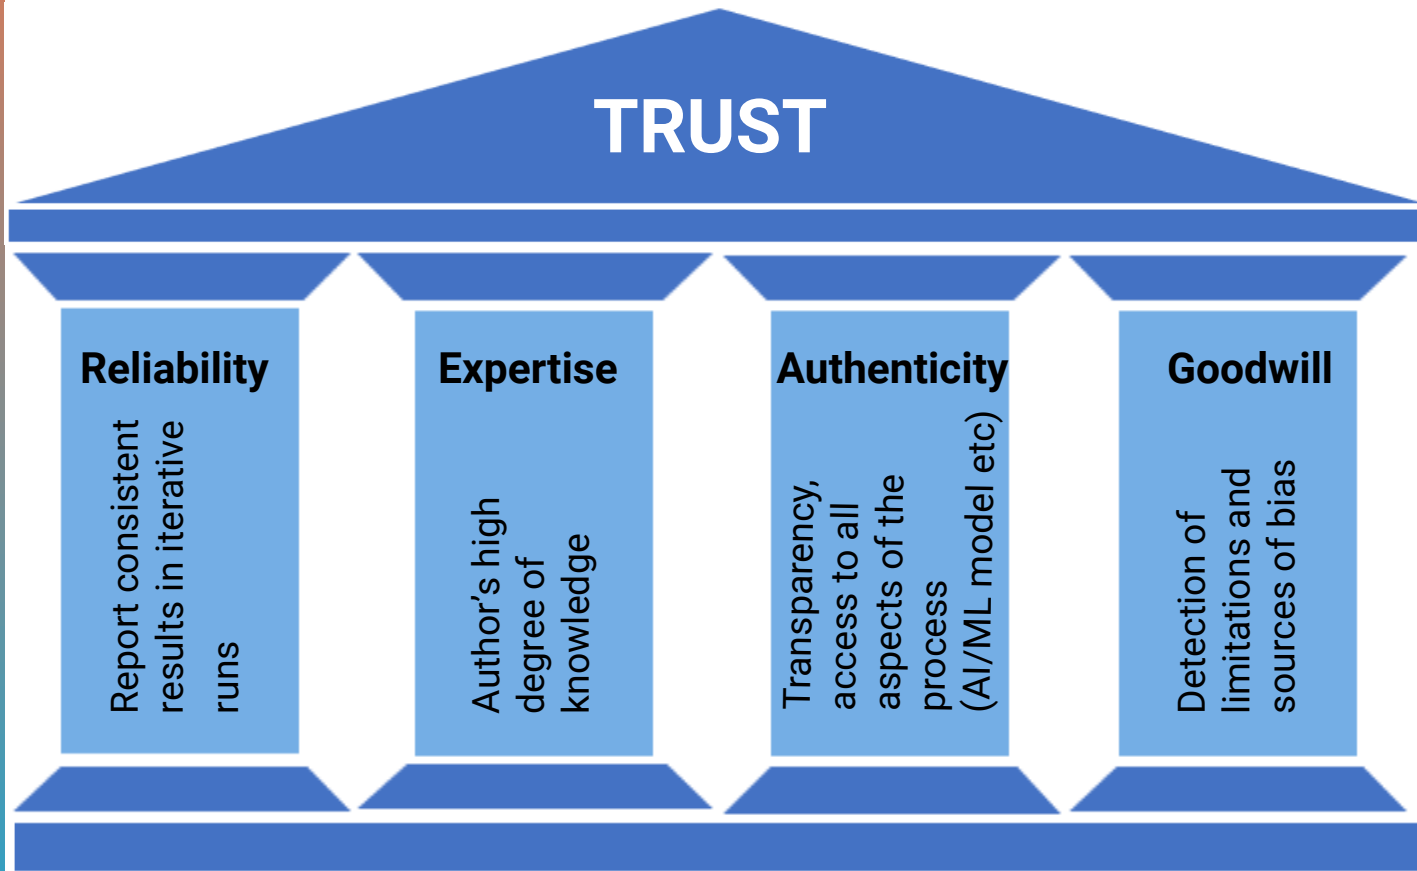 TRUST
Reliability
Report consistent
results in iterative
runs
Expertise
Author’s high
degree of
knowledge
Authenticity
Transparency,
access to all
aspects of the
process
(AI/ML model etc)
Goodwill
Detection of
limitations and
sources of bias